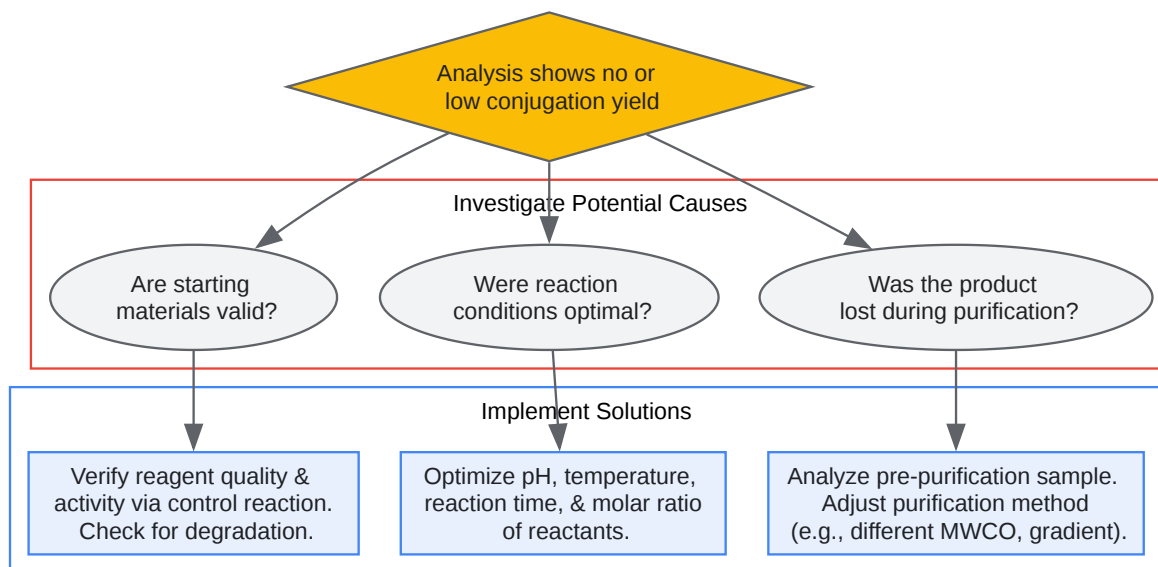 Analysis shows no or
low conjugation yield
Investigate Potential Causes
Are starting
materials valid?
Were reaction
conditions optimal?
Was the product
lost during purification?
Implement Solutions
Verify reagent quality &
activity via control reaction.
Check for degradation.
Optimize pH, temperature,
reaction time, & molar ratio
of reactants.
Analyze pre-purification sample.
Adjust purification method
(e.g., different MWCO, gradient).